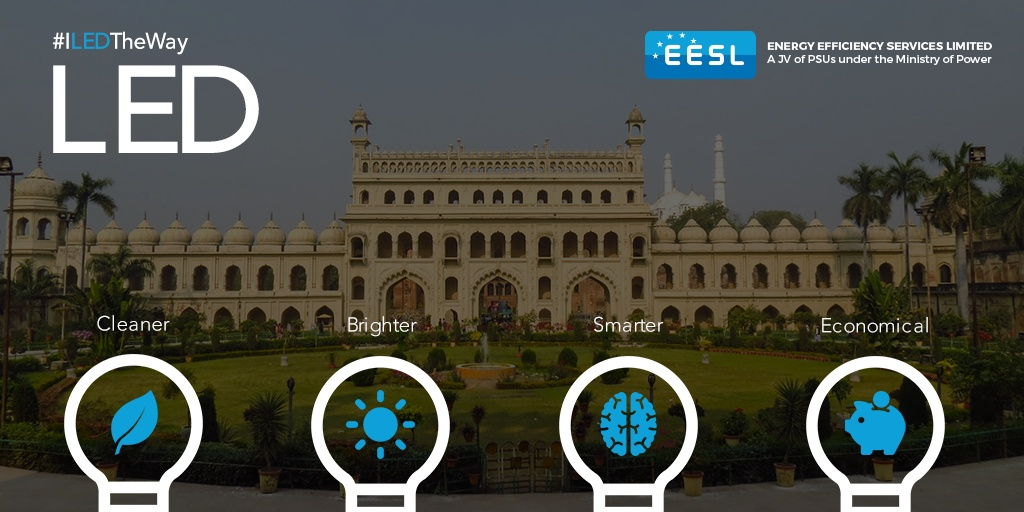 #ILEDTheWay
LED
EESL
ENERGY EFFICIENCY SERVICES LIMITED
A JV of PSUs under the Ministry of Power
Cleaner
Brighter
Smarter
Economical